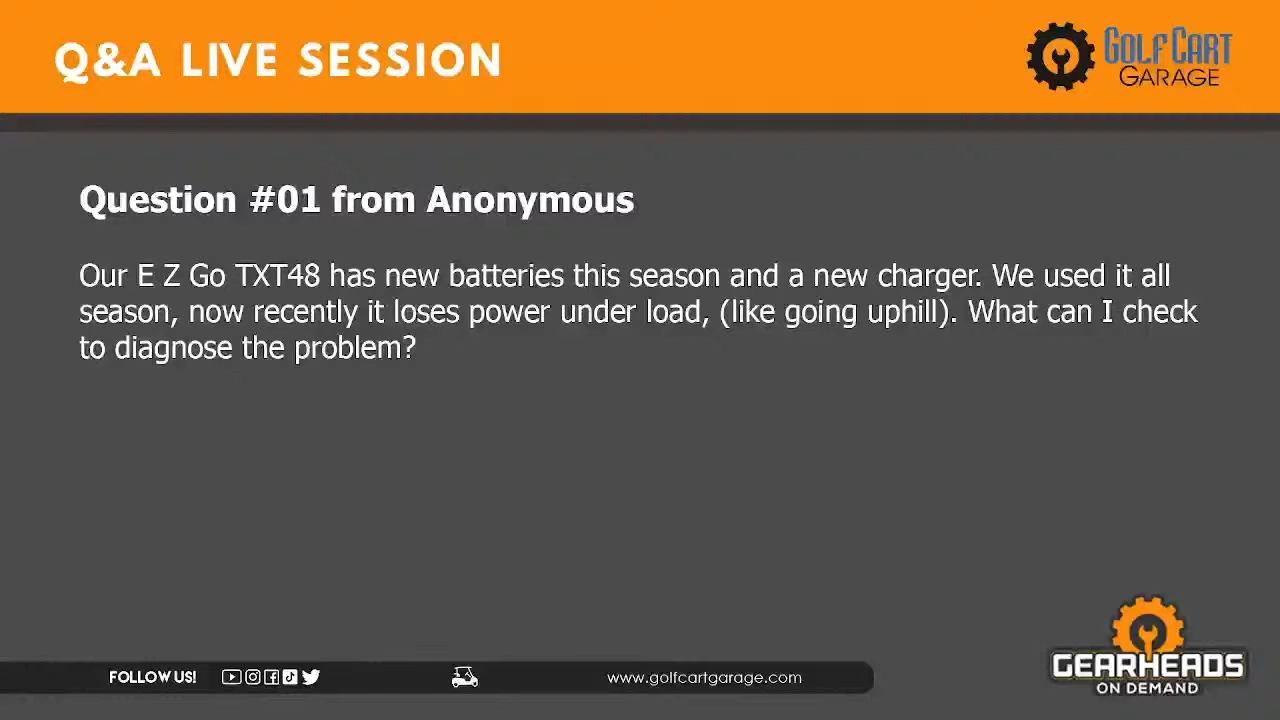 Q&A LIVE SESSION
GOLF CART
GARAGE
Question #01 from Anonymous
Our E Z Go TXT48 has new batteries this season and a new charger. We used it all
season, now recently it loses power under load, (like going uphill). What can I check
to diagnose the problem?
GEARHEADS
ON DEMAND
FOLLOW US!
www.golfcartgarage.com